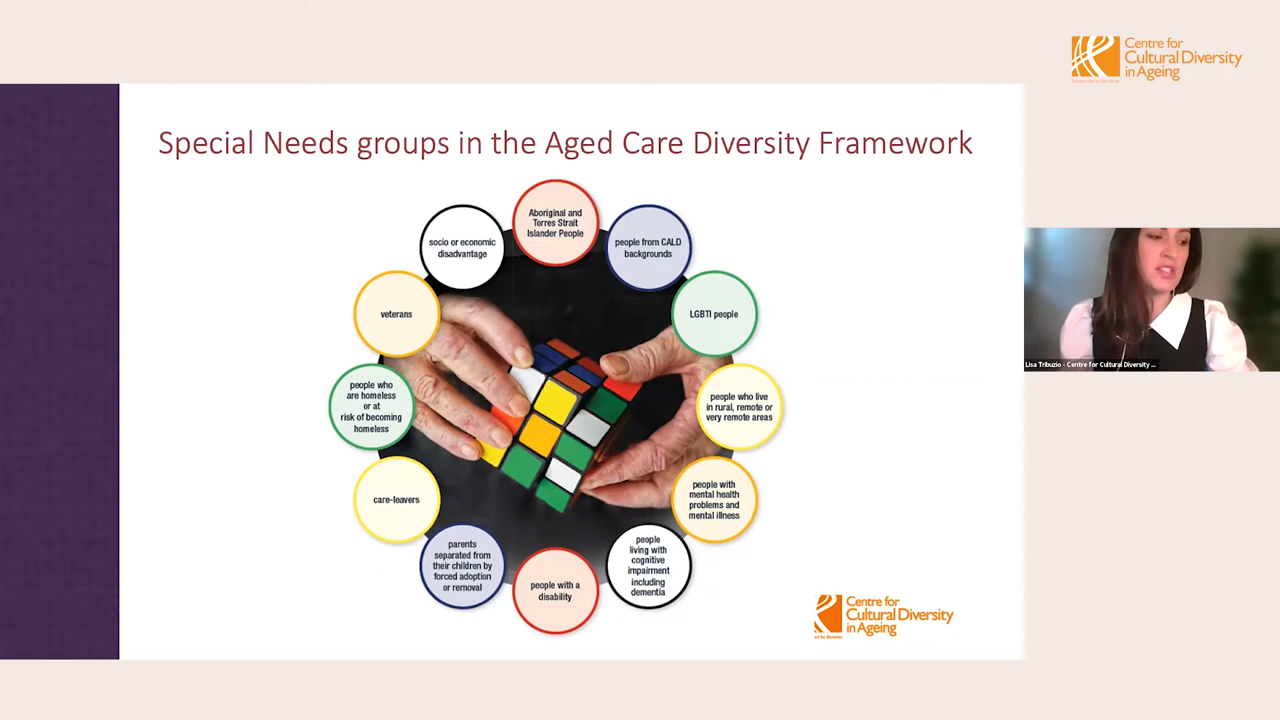 Centre for
Cultural Diversity
in Ageing
Special Needs groups in the Aged Care Diversity Framework
Aboriginal and
Torres Strait
Islander People
people from CALD
backgrounds
LGBTI people
people who live
in rural, remote or
very remote areas
people with
mental health
problems and
mental illness
people
living with
cognitive
impairment
including
dementia
people with a
disability
parents
separated from
their children by
forced adoption
or removal
care-leavers
people who
are homeless
or at
risk of becoming
homeless
veterans
socio or economic
disadvantage
Lisa Tribuzio - Centre for Cultural Diversity ...
Centre for
Cultural Diversity
in Ageing